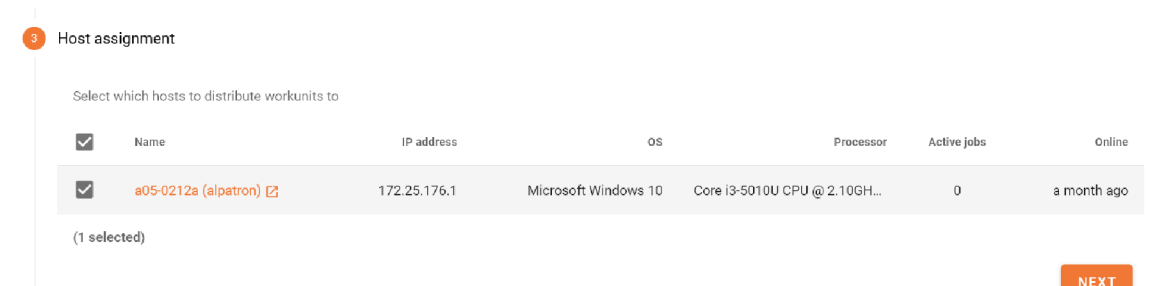 3 Host assignment
Select which hosts to distribute workunits to
Name IP address OS Processor Active jobs Online
a05-0212a (alpatron) 172.25.176.1 Microsoft Windows 10 Core i3-5010U CPU @ 2.10GH... 0 a month ago
(1 selected)
NEXT